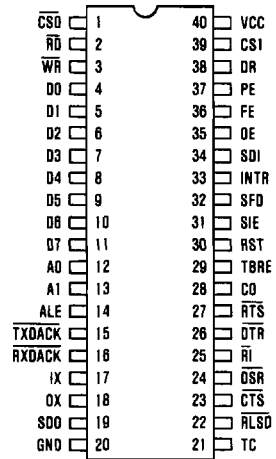 CS0 1 40 VCC
RD 2 39 CS1
WR 3 38 DR
D0 4 37 PE
D1 5 36 FE
D2 6 35 OE
D3 7 34 SDI
D4 8 33 INTR
D5 9 32 SFD
D6 10 31 SIE
D7 11 30 RST
A0 12 29 TBRE
A1 13 28 CO
ALE 14 27 RTS
TXDACK 15 26 DTR
RXDACK 16 25 RI
IX 17 24 DSR
OX 18 23 CTS
SDO 19 22 RLSD
GND 20 21 TC